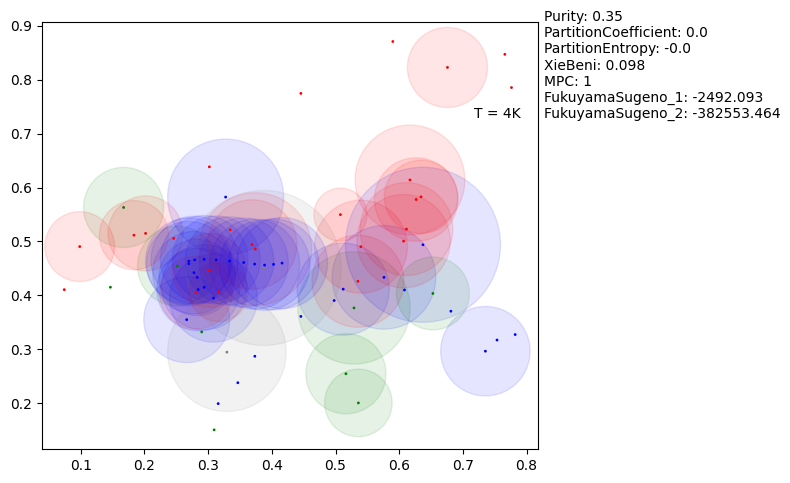 Purity: 0.35
PartitionCoefficient: 0.0
PartitionEntropy: -0.0
XieBeni: 0.098
MPC: 1
FukuyamaSugeno_1: -2492.093
FukuyamaSugeno_2: -382553.464
T = 4K
0.9
0.8
0.7
0.6
0.5
0.4
0.3
0.2
0.1 0.2 0.3 0.4 0.5 0.6 0.7 0.8